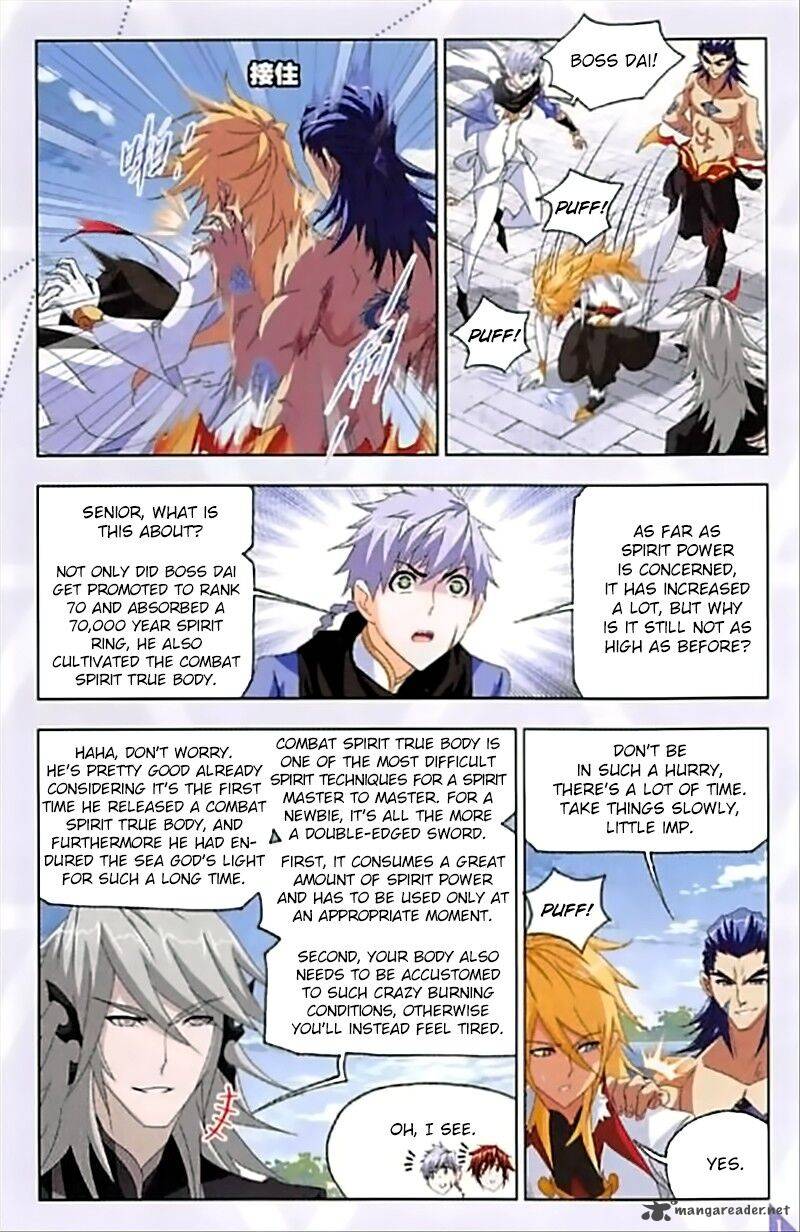 接住
啪
BOSS DAI!
PUFF!
PUFF!
SENIOR, WHAT IS
THIS ABOUT?
NOT ONLY DID BOSS DAI
GET PROMOTED TO RANK
70 AND ABSORBED A
70,000 YEAR SPIRIT
RING, HE ALSO
CULTIVATED THE COMBAT
SPIRIT TRUE BODY.
AS FAR AS
SPIRIT POWER
IS CONCERNED,
IT HAS INCREASED
A LOT, BUT WHY
IS IT STILL NOT AS
HIGH AS BEFORE?
HAHA, DON'T WORRY.
HE'S PRETTY GOOD ALREADY
CONSIDERING IT'S THE FIRST
TIME HE RELEASED A COMBAT
SPIRIT TRUE BODY, AND
FURTHERMORE HE HAD EN-
DURED THE SEA GOD'S LIGHT
FOR SUCH A LONG TIME.
COMBAT SPIRIT TRUE BODY IS
ONE OF THE MOST DIFFICULT
SPIRIT TECHNIQUES FOR A SPIRIT
MASTER TO MASTER. FOR A
NEWBIE, IT'S ALL THE MORE
A DOUBLE-EDGED SWORD.
FIRST, IT CONSUMES A GREAT
AMOUNT OF SPIRIT POWER
AND HAS TO BE USED ONLY AT
AN APPROPRIATE MOMENT.
SECOND, YOUR BODY ALSO
NEEDS TO BE ACCUSTOMED
TO SUCH CRAZY BURNING
CONDITIONS, OTHERWISE
YOU'LL INSTEAD FEEL TIRED.
OH, I SEE.
DON'T BE
IN SUCH A HURRY,
THERE'S A LOT OF TIME.
TAKE THINGS SLOWLY,
LITTLE IMP.
PUFF!
YES.
mangareader.net
1